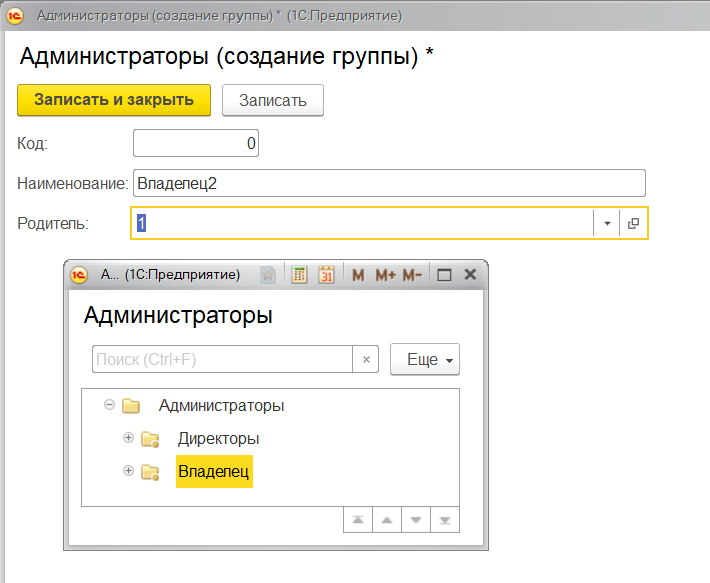 Администраторы (создание группы) * (1С:Предприятие)
Администраторы (создание группы) *
Записать и закрыть Записать
Код: 0
Наименование: Владелец2
Родитель: 1
А... (1С:Предприятие) 31 M M+ M-
Администраторы
Поиск (Ctrl+F) × Еще
Администраторы
Директоры
Владелец